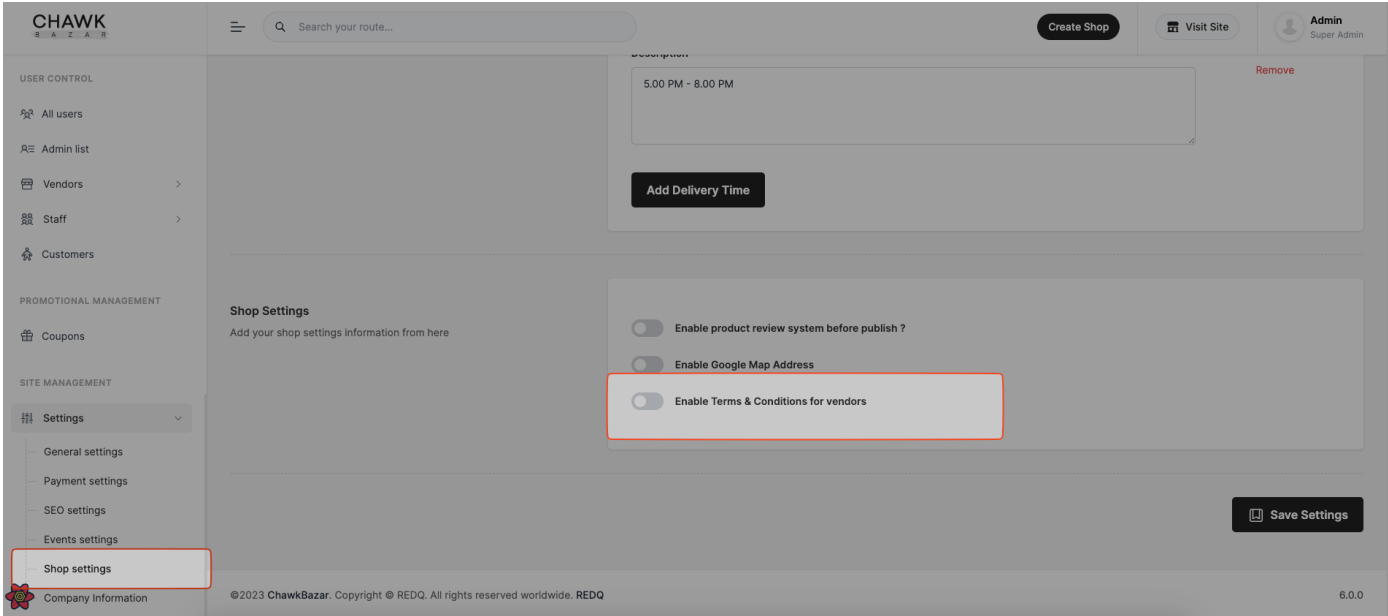 CHAWK
BAZAR
Search your route...
Create Shop
Visit Site
Admin
Super Admin
USER CONTROL
All users
Admin list
Vendors
Staff
Customers
PROMOTIONAL MANAGEMENT
Coupons
SITE MANAGEMENT
Settings
General settings
Payment settings
SEO settings
Events settings
Shop settings
Company Information
Description
5.00 PM - 8.00 PM
Remove
Add Delivery Time
Shop Settings
Add your shop settings information from here
Enable product review system before publish ?
Enable Google Map Address
Enable Terms & Conditions for vendors
Save Settings
©2023 ChawkBazar. Copyright © REDQ. All rights reserved worldwide. REDQ
6.0.0